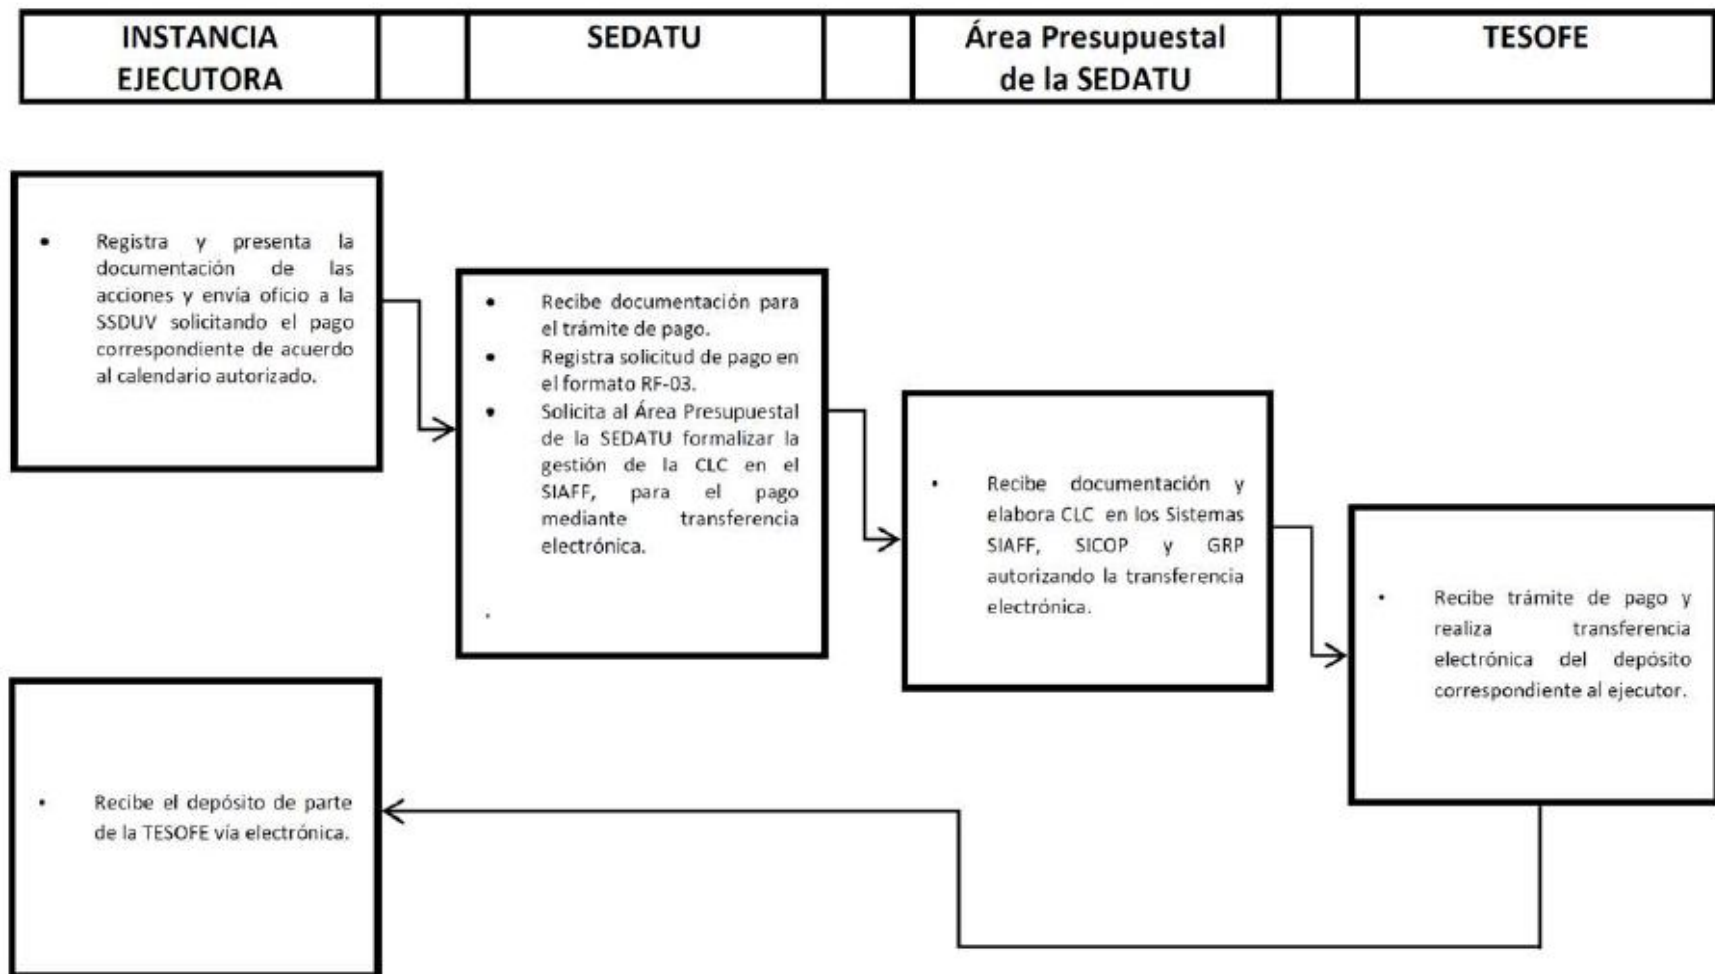 INSTANCIA
EJECUTORA
SEDATU
Área Presupuestal
de la SEDATU
TESOFE
• Registra y presenta la
documentación de las
acciones y envía oficio a la
SSDUV solicitando el pago
correspondiente de acuerdo
al calendario autorizado.
• Recibe documentación para
el trámite de pago.
• Registra solicitud de pago en
el formato RF-03.
• Solicita al Área Presupuestal
de la SEDATU formalizar la
gestión de la CLC en el
SIAFF, para el pago
mediante transferencia
electrónica.
• Recibe documentación y
elabora CLC en los Sistemas
SIAFF, SICOP y GRP
autorizando la transferencia
electrónica.
• Recibe trámite de pago y
realiza transferencia
electrónica del depósito
correspondiente al ejecutor.
• Recibe el depósito de parte
de la TESOFE vía electrónica.